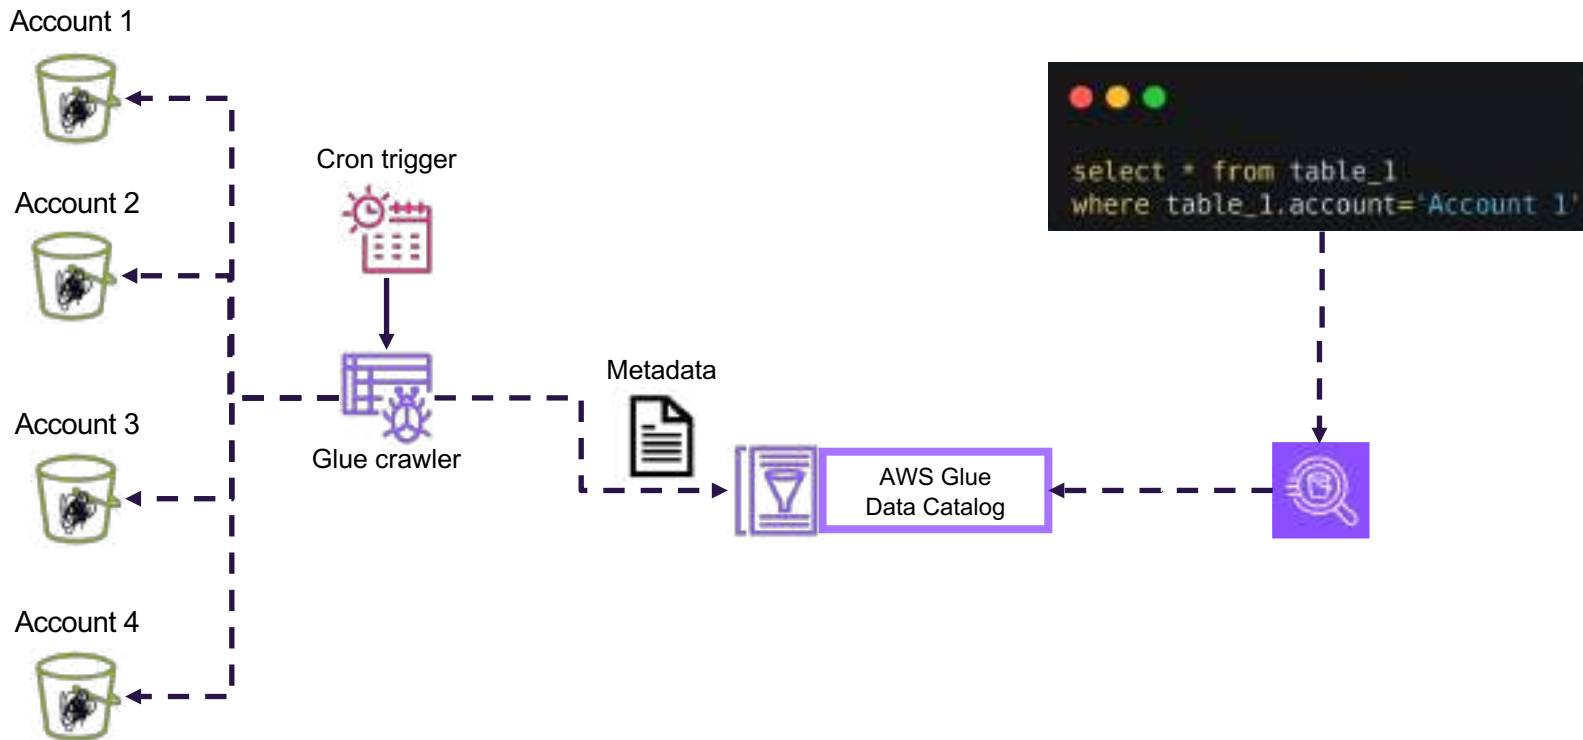 Account 1
Cron trigger
select * from table_1
where table_1.account='Account 1'
Account 2
Metadata
Account 3
Glue crawler
AWS Glue
Data Catalog
Account 4